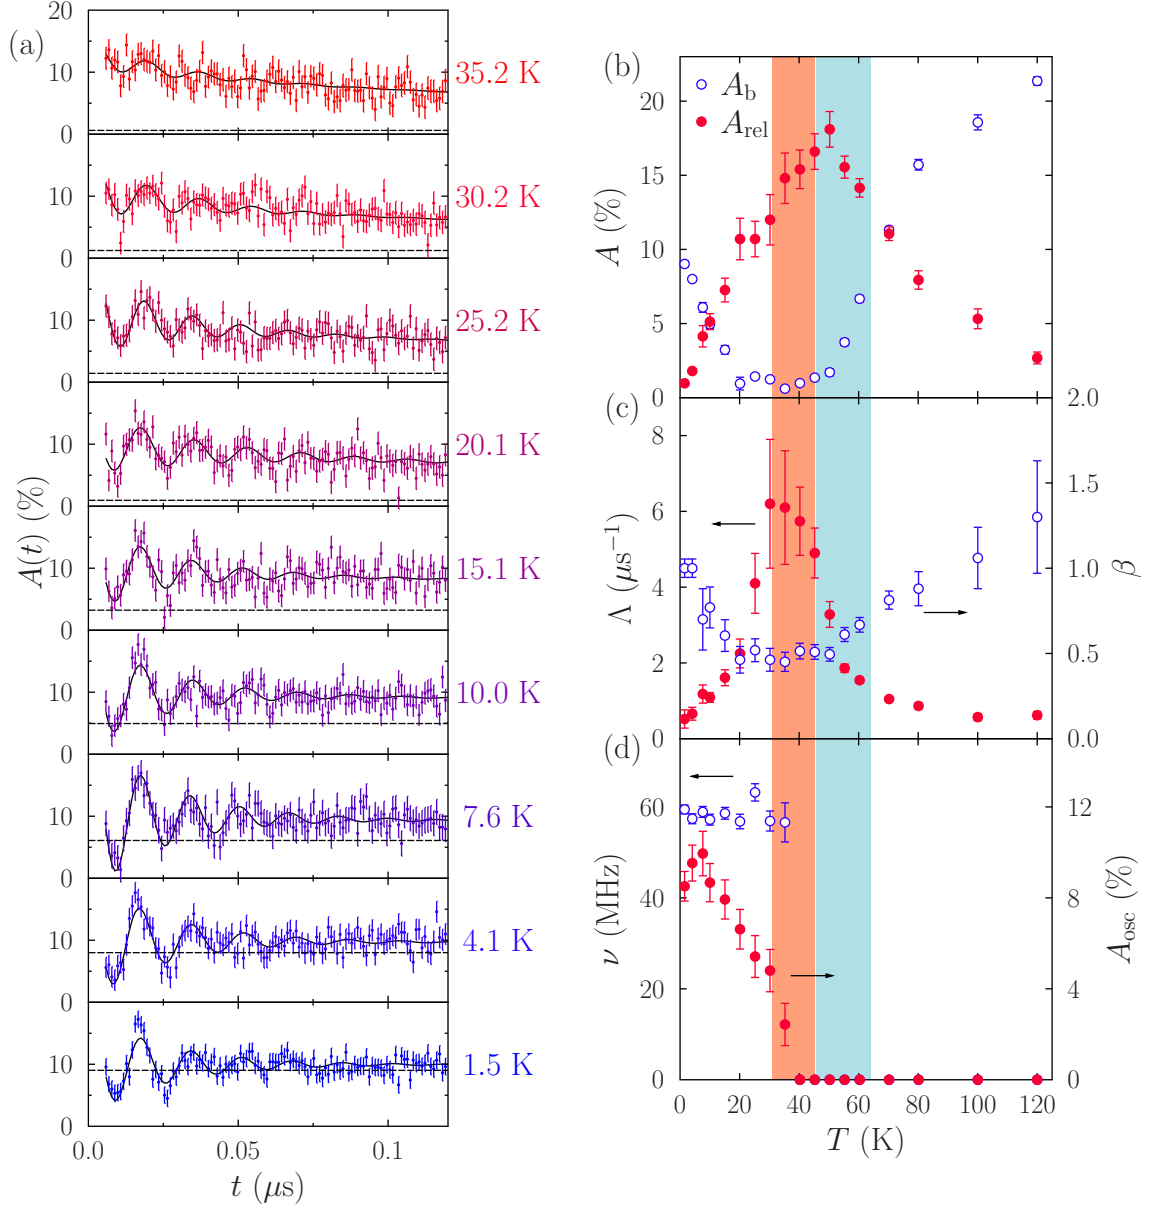 (a)
20
10
0
35.2 K
10
0
30.2 K
10
0
25.2 K
10
0
20.1 K
10
0
15.1 K
10
0
10.0 K
10
0
7.6 K
10
0
4.1 K
10
0
1.5 K
A(t) (%)
0.0 0.05 0.1
t (μs)
(b)
A_b
A_rel
20
15
10
5
0
A (%)
(c)
8
6
4
2
0
Λ (μs⁻¹)
2.0
1.5
1.0
0.5
0.0
β
(d)
60
40
20
0
ν (MHz)
12
8
4
0
A_osc (%)
0 20 40 60 80 100 120
T (K)